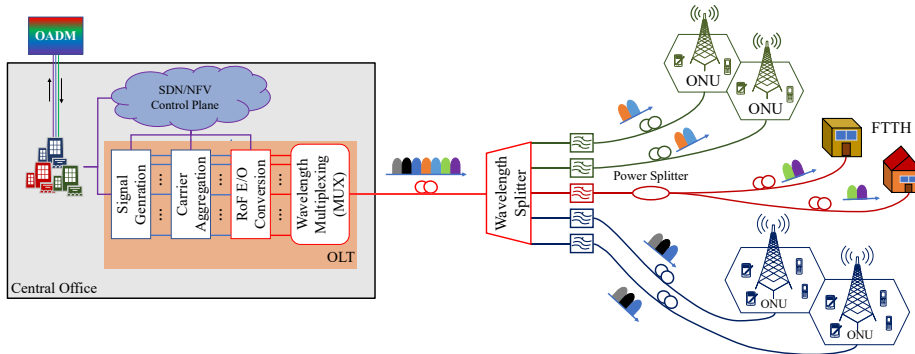 OADM
SDN/NFV
Control Plane
Signal
Genration
Carrier
Aggregation
RoF E/O
Conversion
Wavelength
Multiplexing
(MUX)
OLT
Central Office
Wavelength
Splitter
Power Splitter
ONU
ONU
FTTH
ONU
ONU